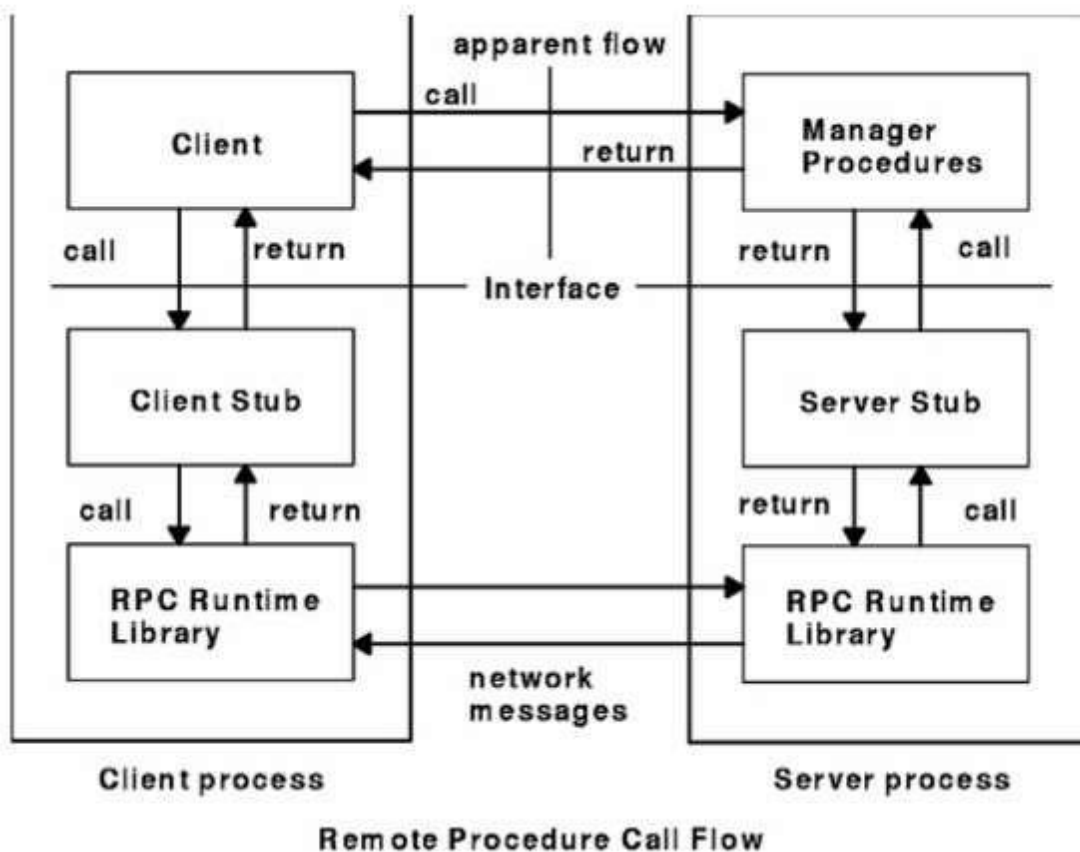 apparent flow
call
Client
Manager
Procedures
return
call
return
return
call
Interface
Client Stub
Server Stub
call
return
return
call
RPC Runtime
Library
RPC Runtime
Library
network
messages
Client process
Server process
Remote Procedure Call Flow